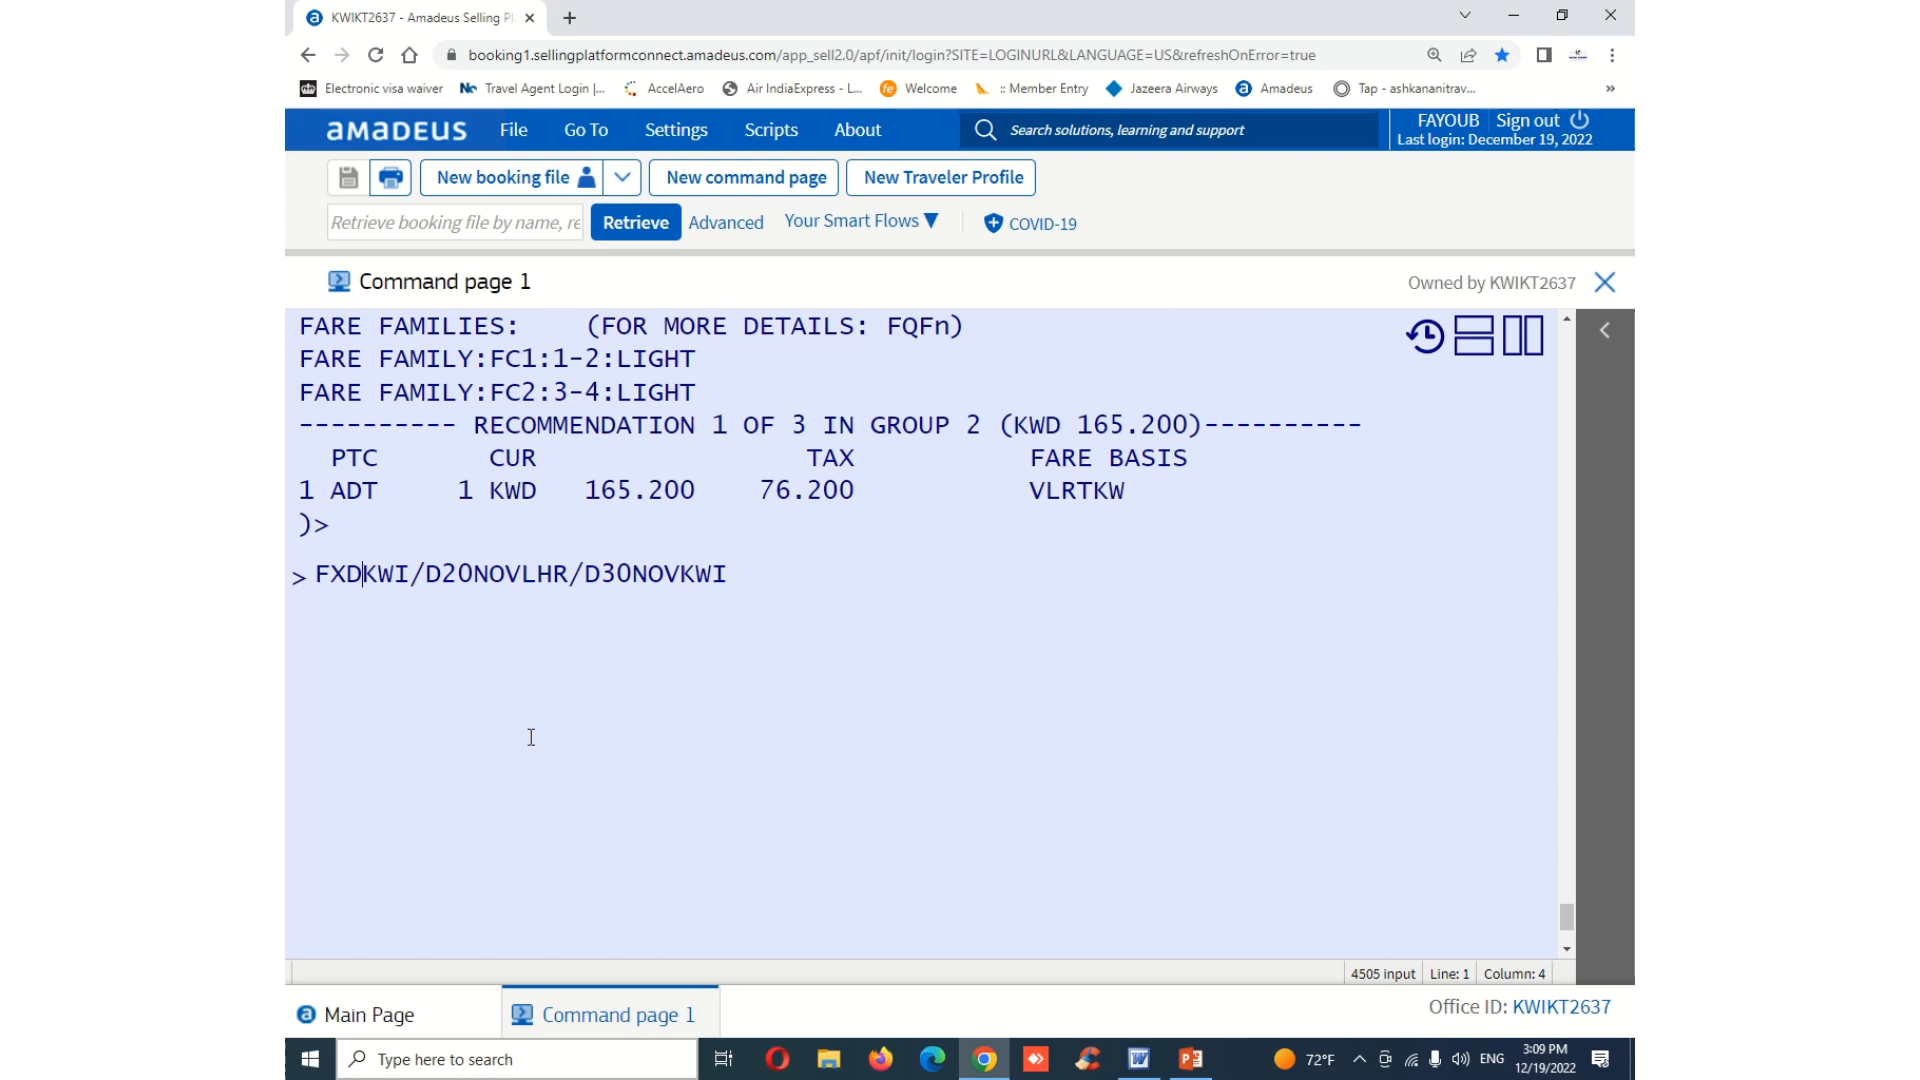 KWIKT2637 - Amadeus Selling Pl
booking1.sellingplatformconnect.amadeus.com/app_sell2.0/apf/init/login?SITE=LOGINURL&LANGUAGE=US&refreshOnError=true
Electronic visa waiver Travel Agent Login |... AccelAero Air IndiaExpress - L... Welcome :: Member Entry Jazeera Airways Amadeus Tap - ashkananitrav... »
amadeus File Go To Settings Scripts About Search solutions, learning and support FAYOUB Sign out
Last login: December 19, 2022
New booking file New command page New Traveler Profile
Retrieve booking file by name, re Retrieve Advanced Your Smart Flows COVID-19
Command page 1 Owned by KWIKT2637
FARE FAMILIES: (FOR MORE DETAILS: FQFn)
FARE FAMILY:FC1:1-2:LIGHT
FARE FAMILY:FC2:3-4:LIGHT
---------- RECOMMENDATION 1 OF 3 IN GROUP 2 (KWD 165.200)----------
PTC CUR TAX FARE BASIS
1 ADT 1 KWD 165.200 76.200 VLRTKW
)>
> FXDKWI/D20NOVLHR/D30NOVKWI
4505 input Line: 1 Column: 4
Main Page Command page 1 Office ID: KWIKT2637
Type here to search 72°F ENG 3:09 PM
12/19/2022